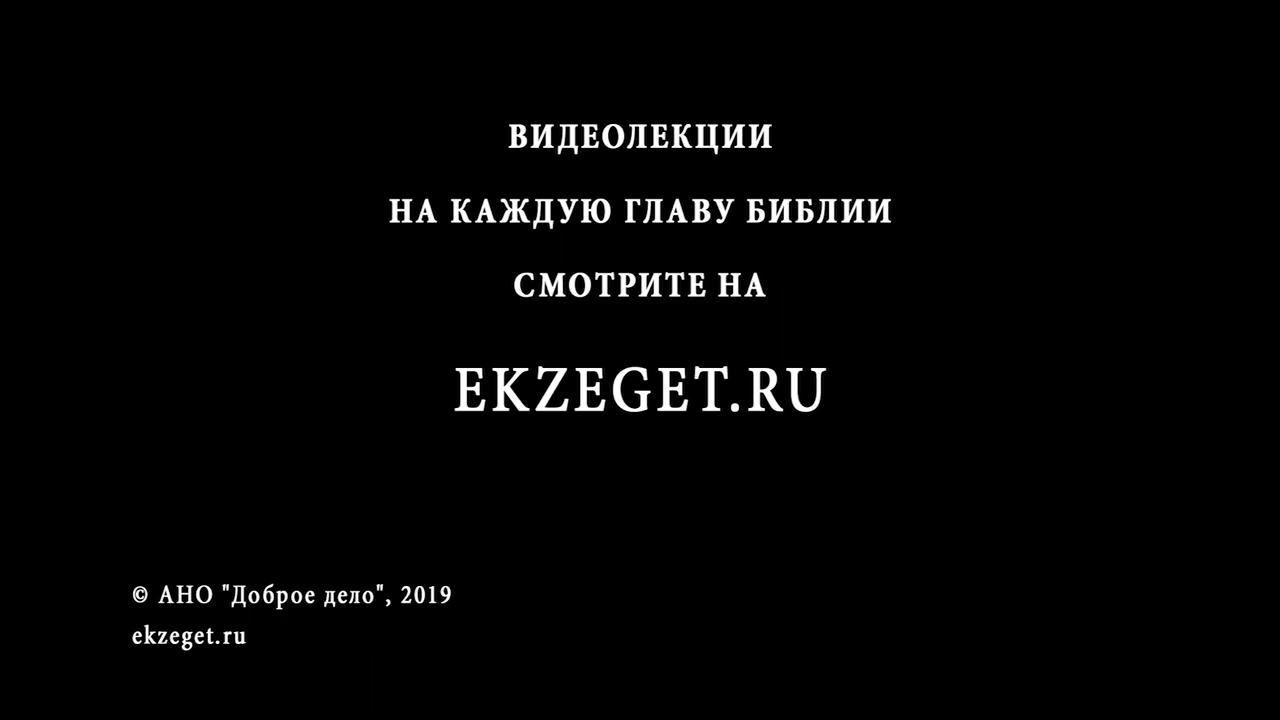 ВИДЕОЛЕКЦИИ
НА КАЖДУЮ ГЛАВУ БИБЛИИ
СМОТРИТЕ НА
EKZEGET.RU
© АНО "Доброе дело", 2019
ekzeget.ru